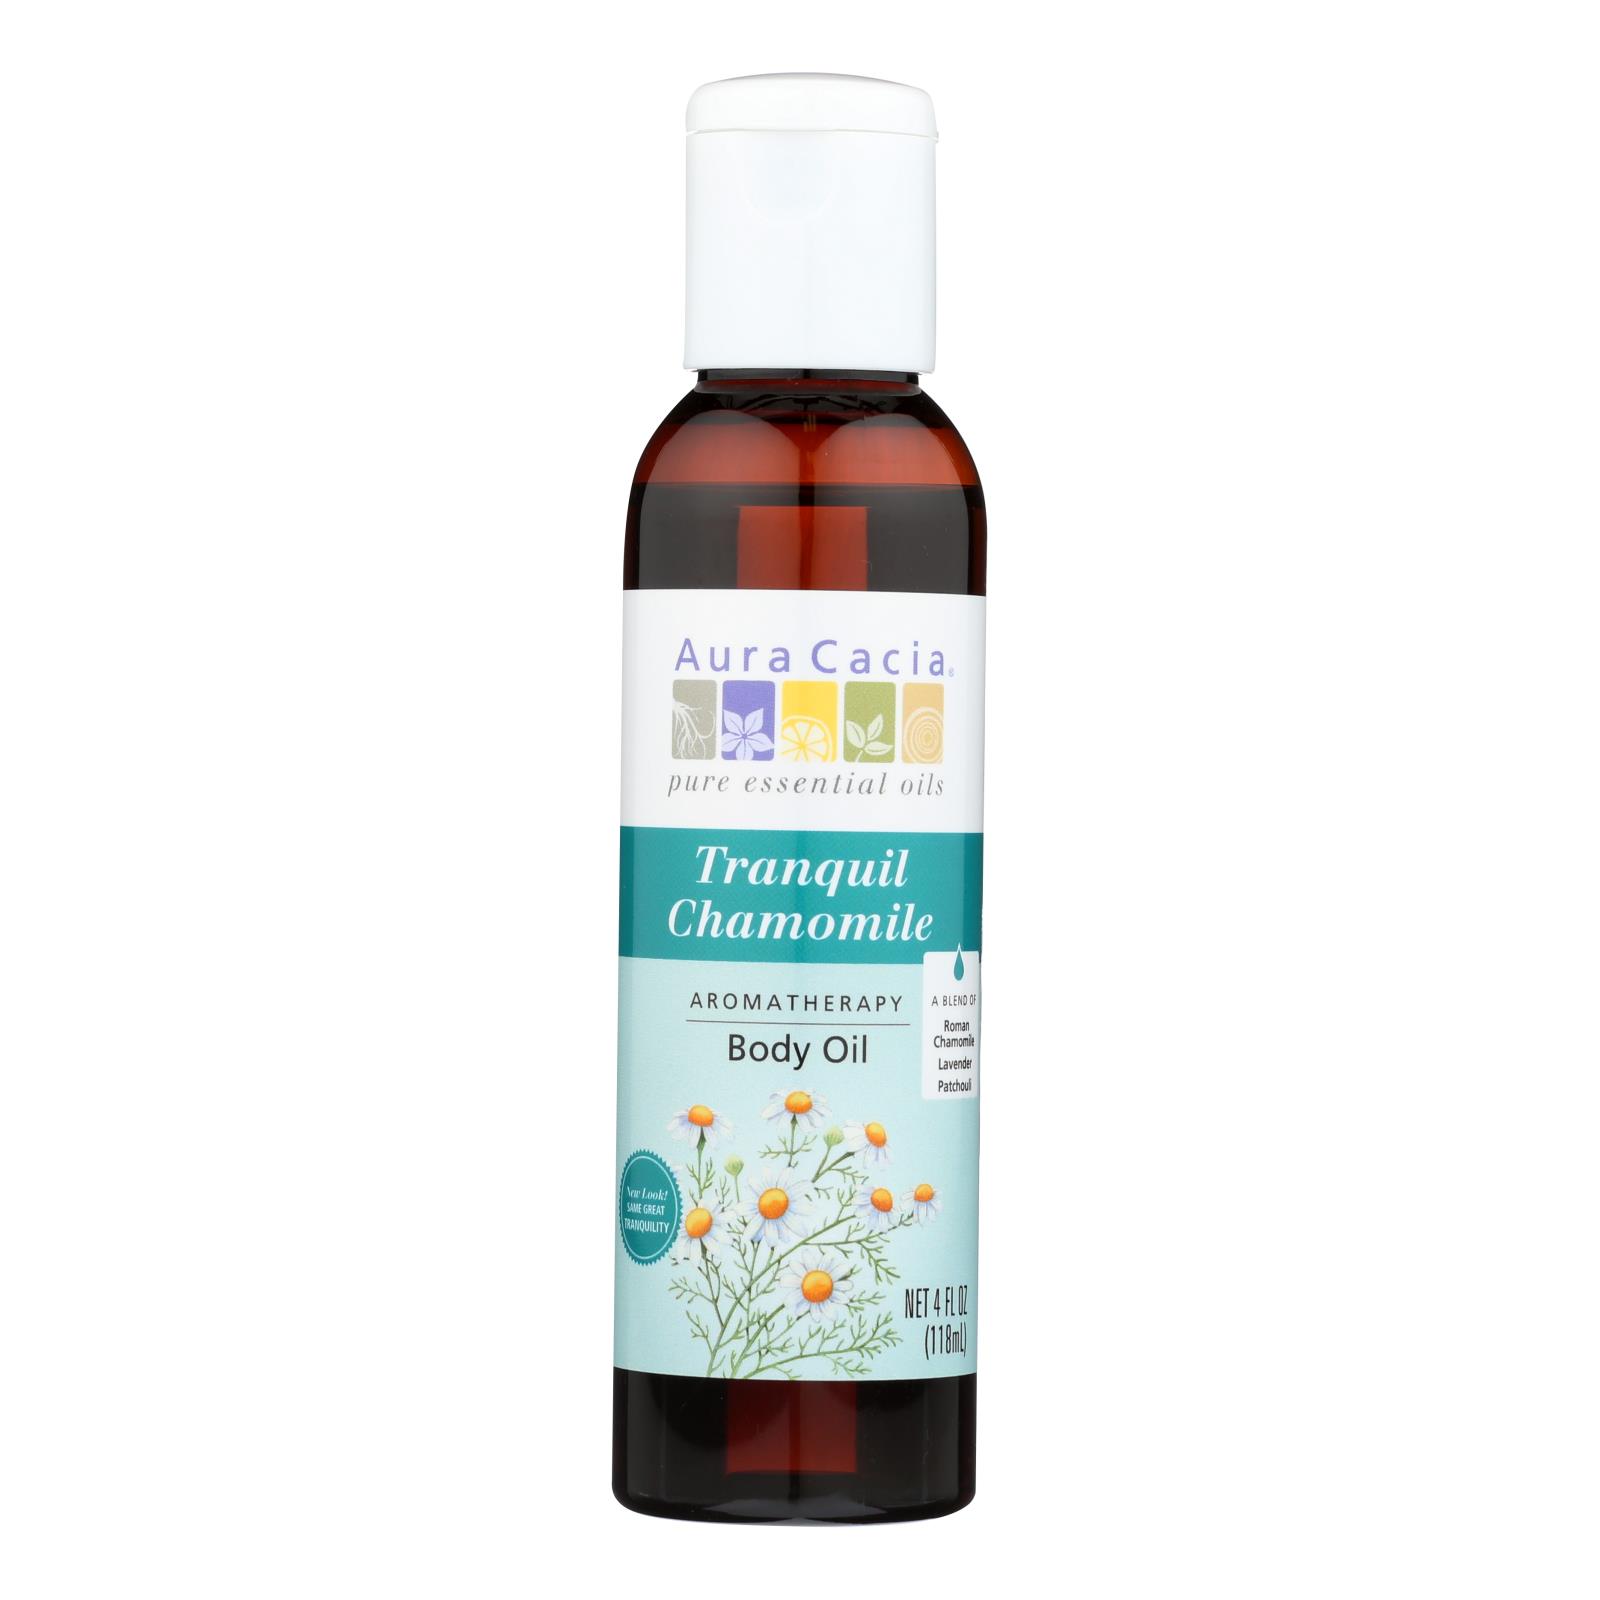 Aura Cacia®
pure essential oils
Tranquil
Chamomile
AROMATHERAPY
Body Oil
A BLEND OF
Roman
Chamomile
Lavender
Patchouli
New Look!
SAME GREAT
TRANQUILITY
NET 4 FL OZ
(118mL)